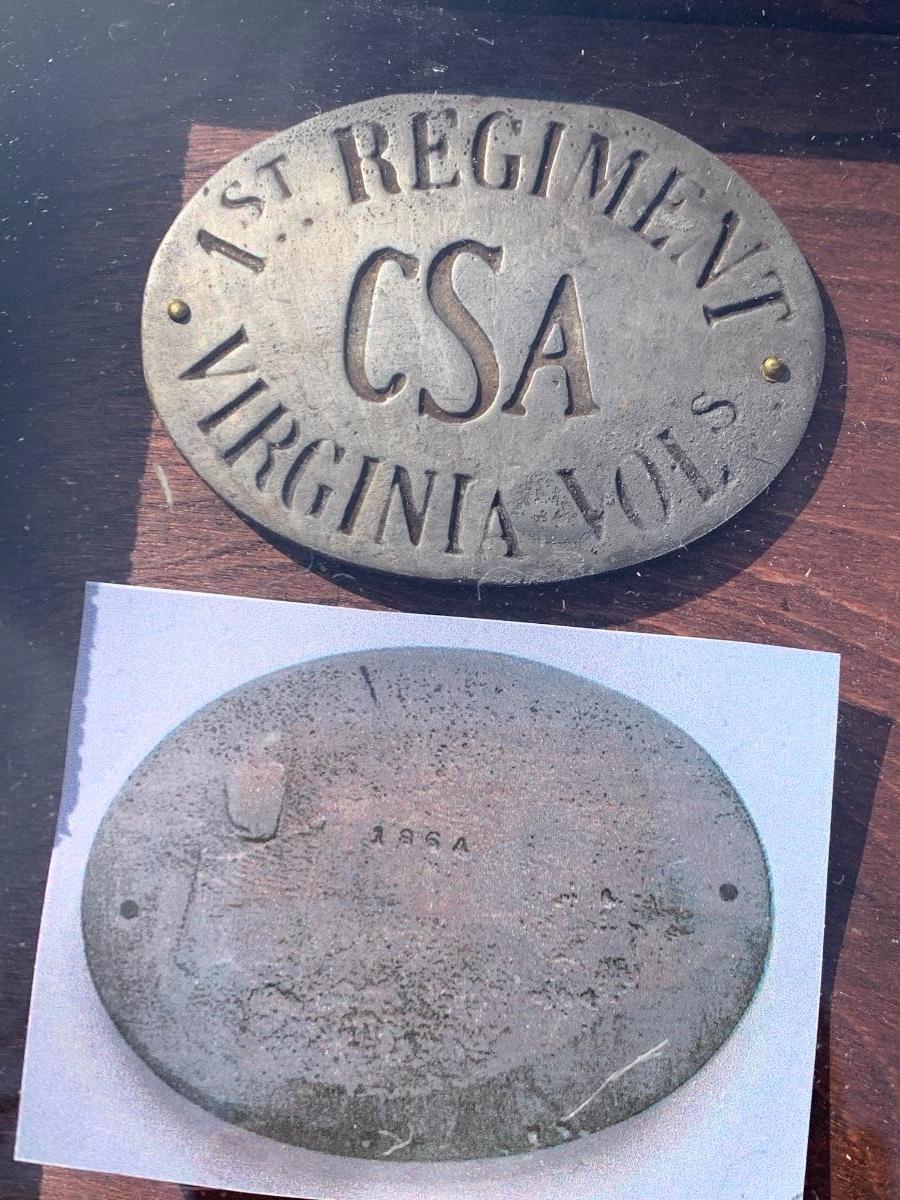 1ST REGIMENT
CSA
VIRGINIA VOLS
1864